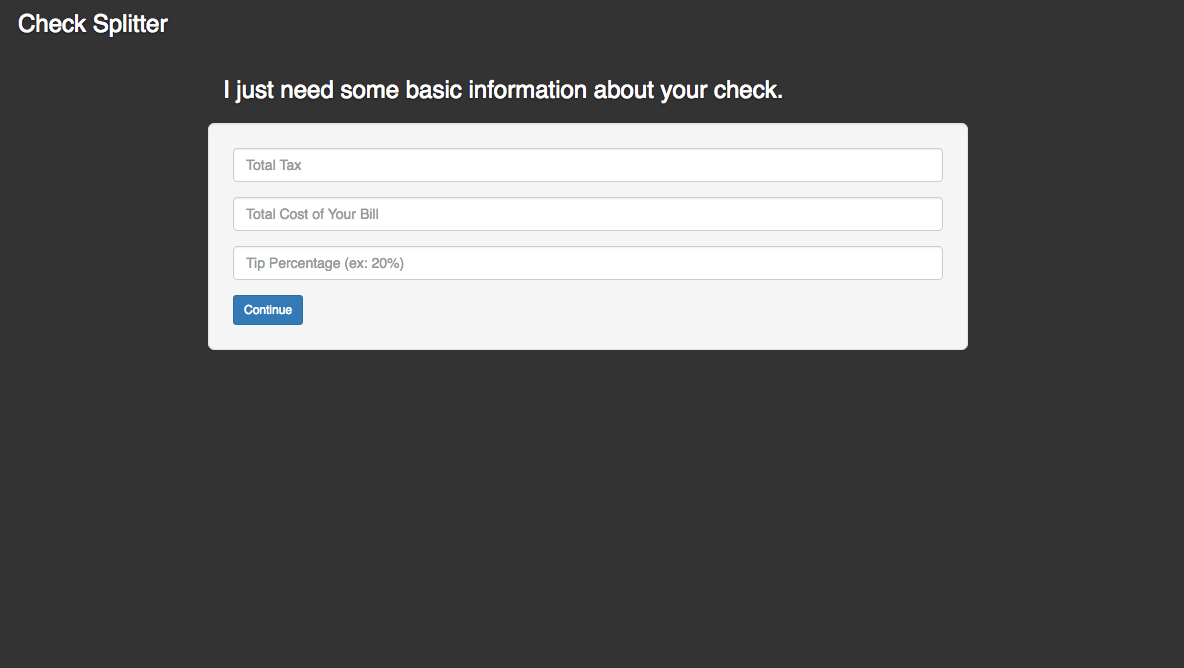 Check Splitter
I just need some basic information about your check.
Total Tax
Total Cost of Your Bill
Tip Percentage (ex: 20%)
Continue